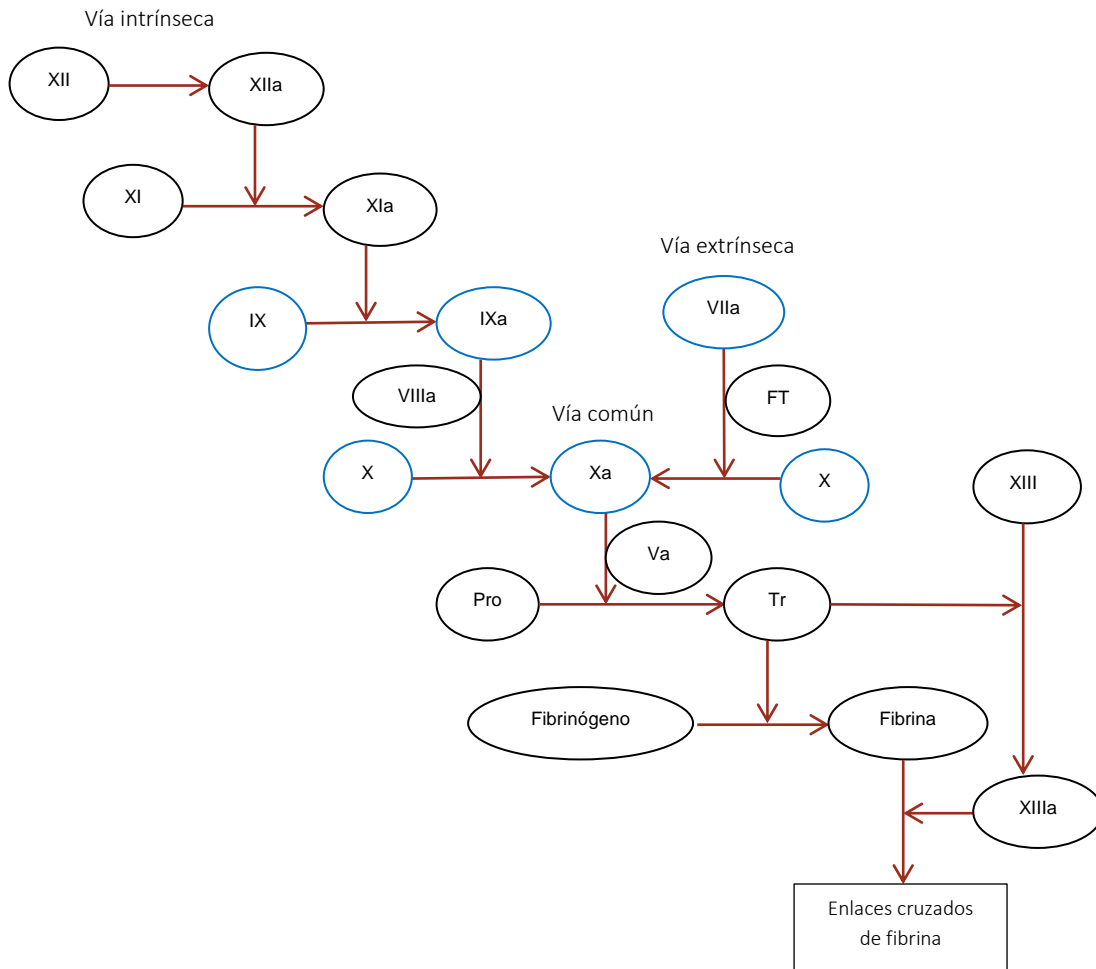 Vía intrínseca
XII
XIIa
XI
XIa
Vía extrínseca
IX
IXa
VIIa
VIIIa
FT
Vía común
X
Xa
X
XIII
Va
Pro
Tr
Fibrinógeno
Fibrina
XIIIa
Enlaces cruzados
de fibrina